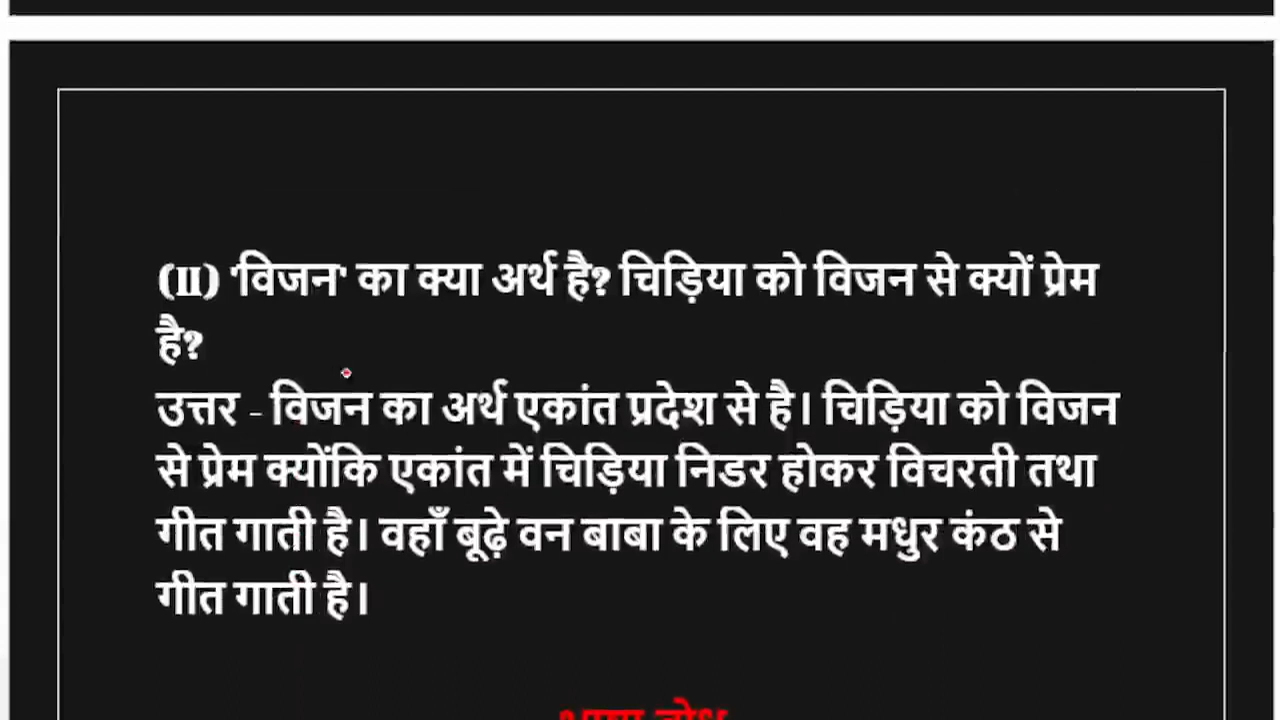 (II) 'विजन' का क्या अर्थ है? चिड़िया को विजन से क्यों प्रेम
है?
उत्तर - विजन का अर्थ एकांत प्रदेश से है। चिड़िया को विजन
से प्रेम क्योंकि एकांत में चिड़िया निडर होकर विचरती तथा
गीत गाती है। वहाँ बूढ़े वन बाबा के लिए वह मधुर कंठ से
गीत गाती है।